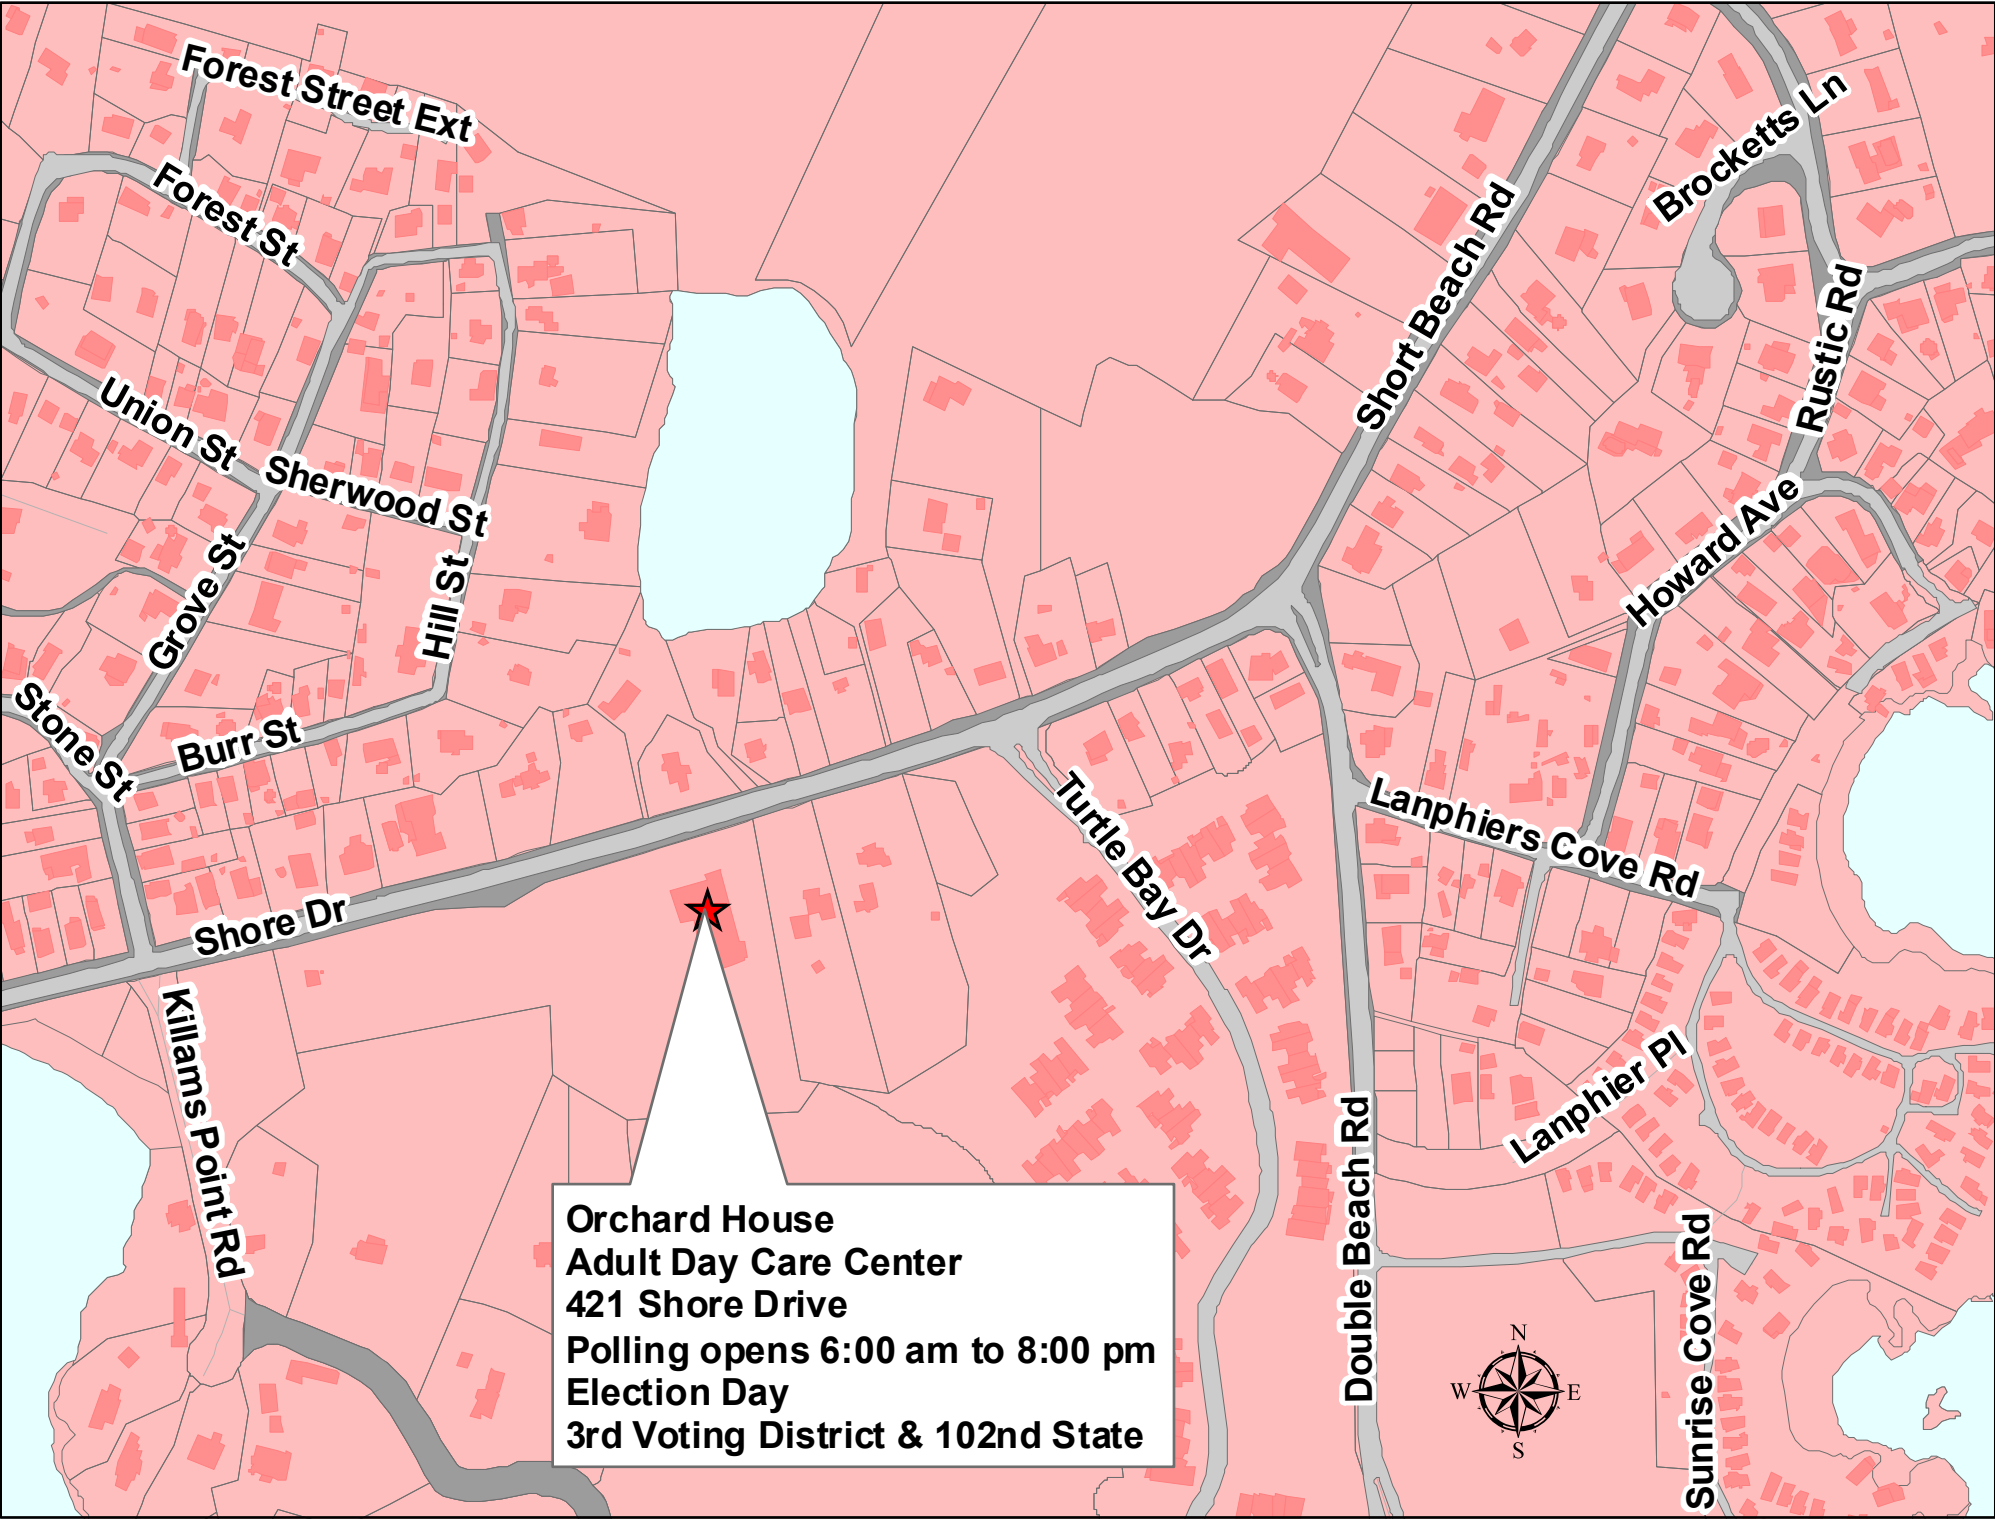 Forest Street Ext
Forest St
Brocketts Ln
Short Beach Rd
Rustic Rd
Union St
Sherwood St
Howard Ave
Grove St
Hill St
Stone St
Burr St
Turtle Bay Dr
Lanphiers Cove Rd
Shore Dr
Killams Point Rd
Lanphier Pl
Double Beach Rd
Sunrise Cove Rd
Orchard House
Adult Day Care Center
421 Shore Drive
Polling opens 6:00 am to 8:00 pm
Election Day
3rd Voting District & 102nd State
N
W E
S